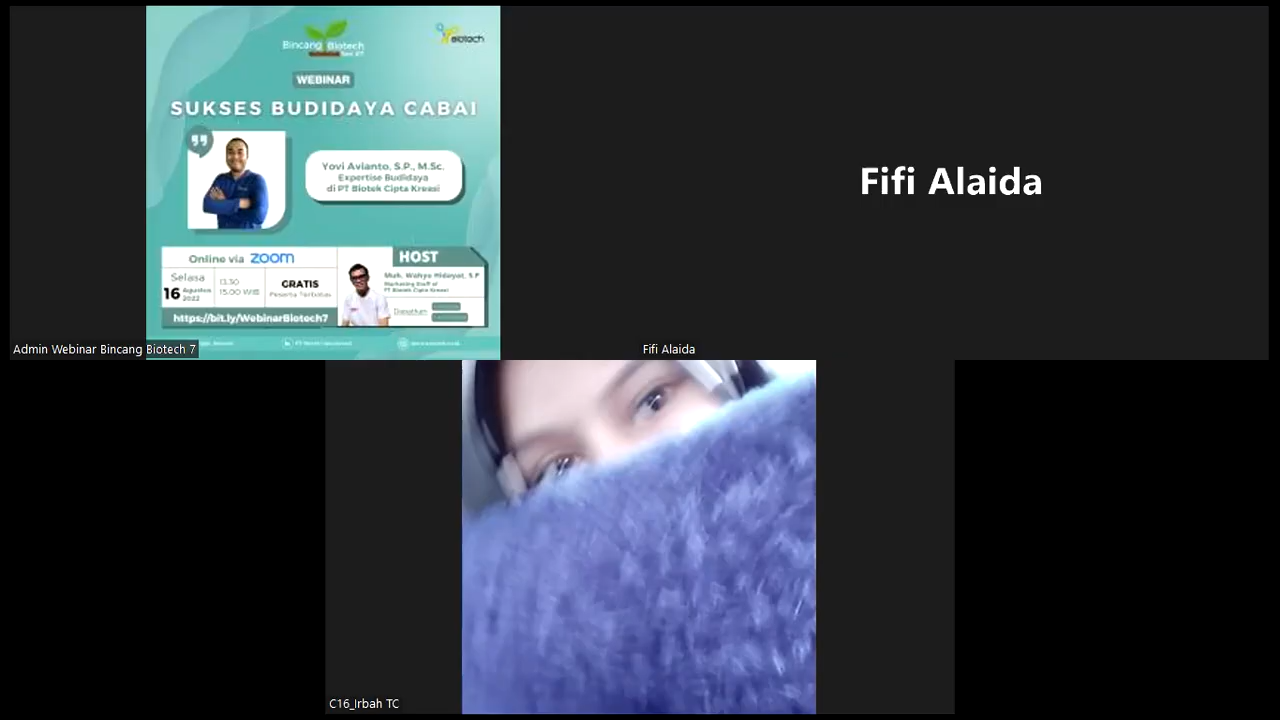 Bincang Biotech
Seri #7
WEBINAR
SUKSES BUDIDAYA CABAI
Yovi Avianto, S.P., M.Sc.
Expertise Budidaya
di PT Biotek Cipta Kreasi
Online via zoom
HOST
Selasa
16 Agustus
2022
13.30
15.00 WIB
GRATIS
Peserta Terbatas
Muh. Wahyu Hidayat, S.P
Marketing Staff of
PT Biotek Cipta Kreasi
https://bit.ly/WebinarBiotech7
Admin Webinar Bincang Biotech 7
Fifi Alaida
Fifi Alaida
C16_Irbah TC